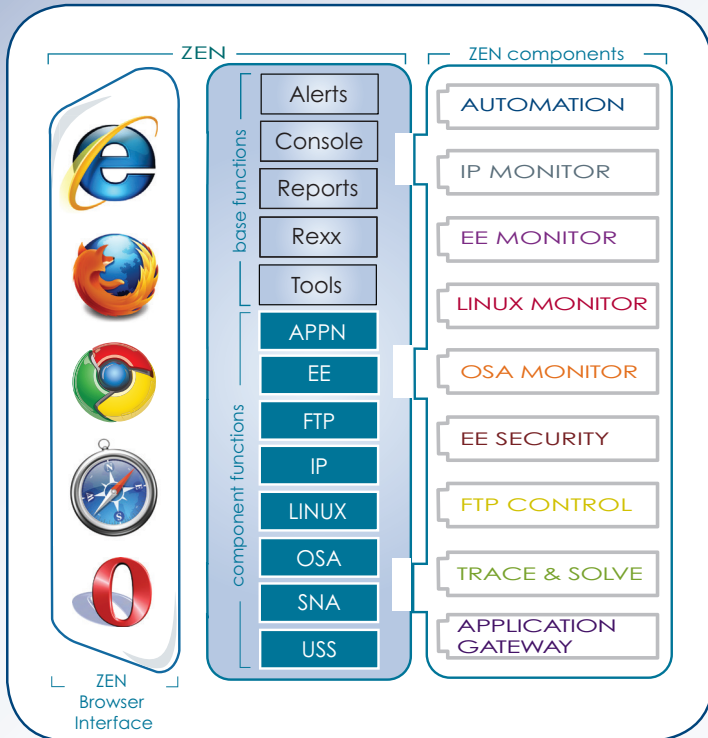 ZEN
ZEN components
base functions
Alerts
Console
Reports
Rexx
Tools
component functions
APPN
EE
FTP
IP
LINUX
OSA
SNA
USS
AUTOMATION
IP MONITOR
EE MONITOR
LINUX MONITOR
OSA MONITOR
EE SECURITY
FTP CONTROL
TRACE & SOLVE
APPLICATION
GATEWAY
ZEN
Browser
Interface